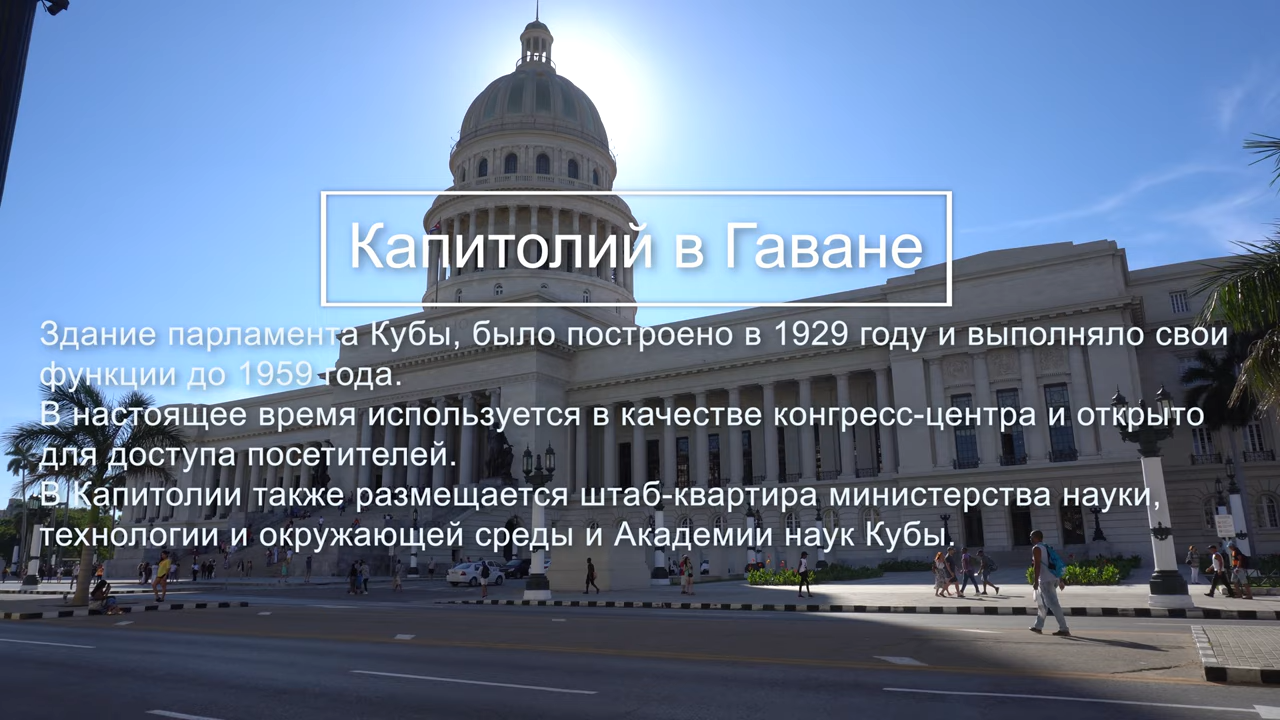 Капитолий в Гаване
Здание парламента Кубы, было построено в 1929 году и выполняло свои
функции до 1959 года.
В настоящее время используется в качестве конгресс-центра и открыто
для доступа посетителей.
В Капитолии также размещается штаб-квартира министерства науки,
технологии и окружающей среды и Академии наук Кубы.